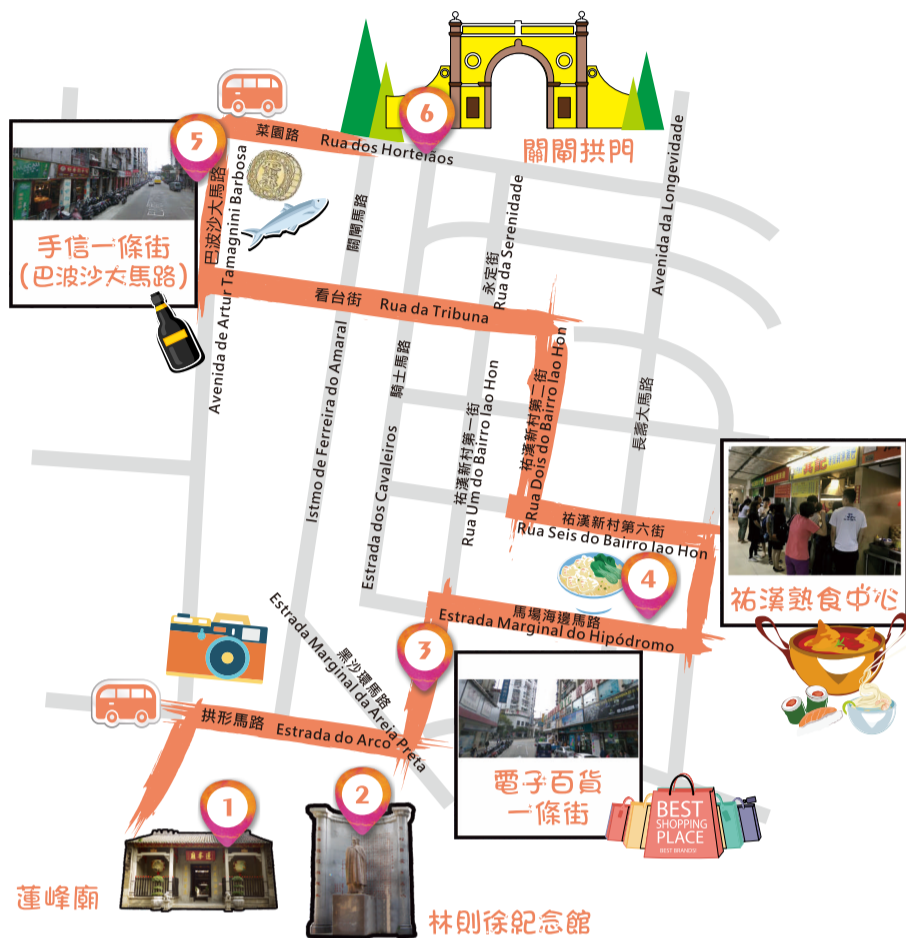 6
關閘拱門
5
菜園路 Rua dos Hortelãos
巴波沙大馬路
Avenida de Artur Tamagnini Barbosa
手信一條街
(巴波沙大馬路)
關閘馬路
Istmo de Ferreira do Amaral
永定街
Rua da Serenidade
Avenida da Longevidade
長壽大馬路
看台街 Rua da Tribuna
騎士馬路
Estrada dos Cavaleiros
祐漢新村第一街
Rua Um do Bairro Iao Hon
祐漢新村第二街
Rua Dois do Bairro Iao Hon
祐漢新村第六街
Rua Seis do Bairro Iao Hon
4
祐漢熟食中心
馬場海邊馬路
Estrada Marginal do Hipódromo
3
黑沙環馬路
Estrada Marginal da Areia Preta
拱形馬路 Estrada do Arco
電子百貨
一條街
BEST
SHOPPING
PLACE
BEST BRANDS!
1
2
蓮峰廟
蓮峯廟
林則徐紀念館